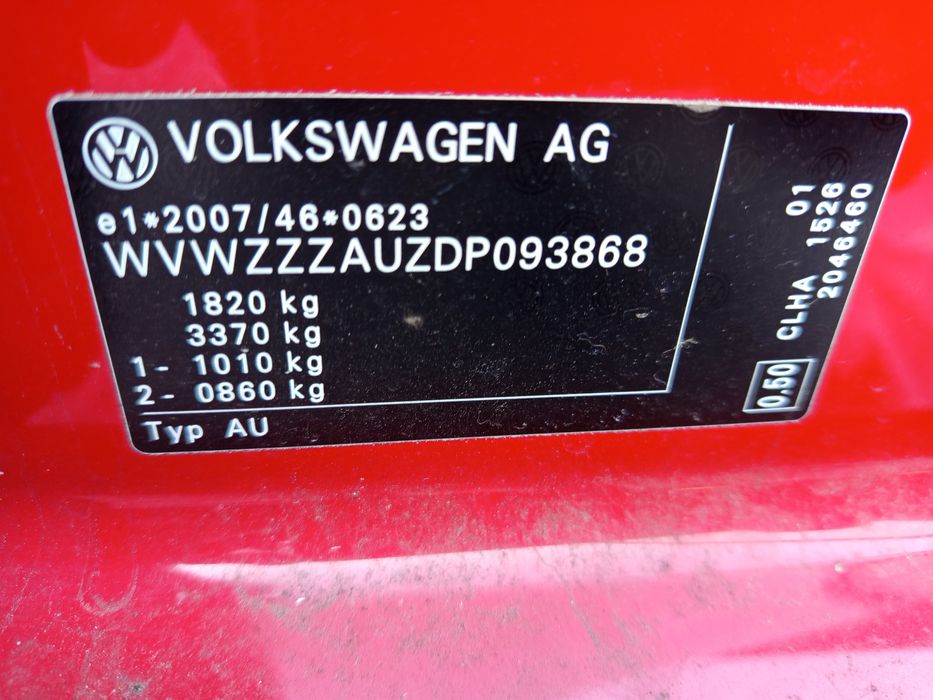 VOLKSWAGEN AG
e1*2007/46*0623
WVWZZZAUZDP093868
1820 kg
3370 kg
1- 1010 kg
2- 0860 kg
Typ AU
01
CLHA 1526
2046460
0,50